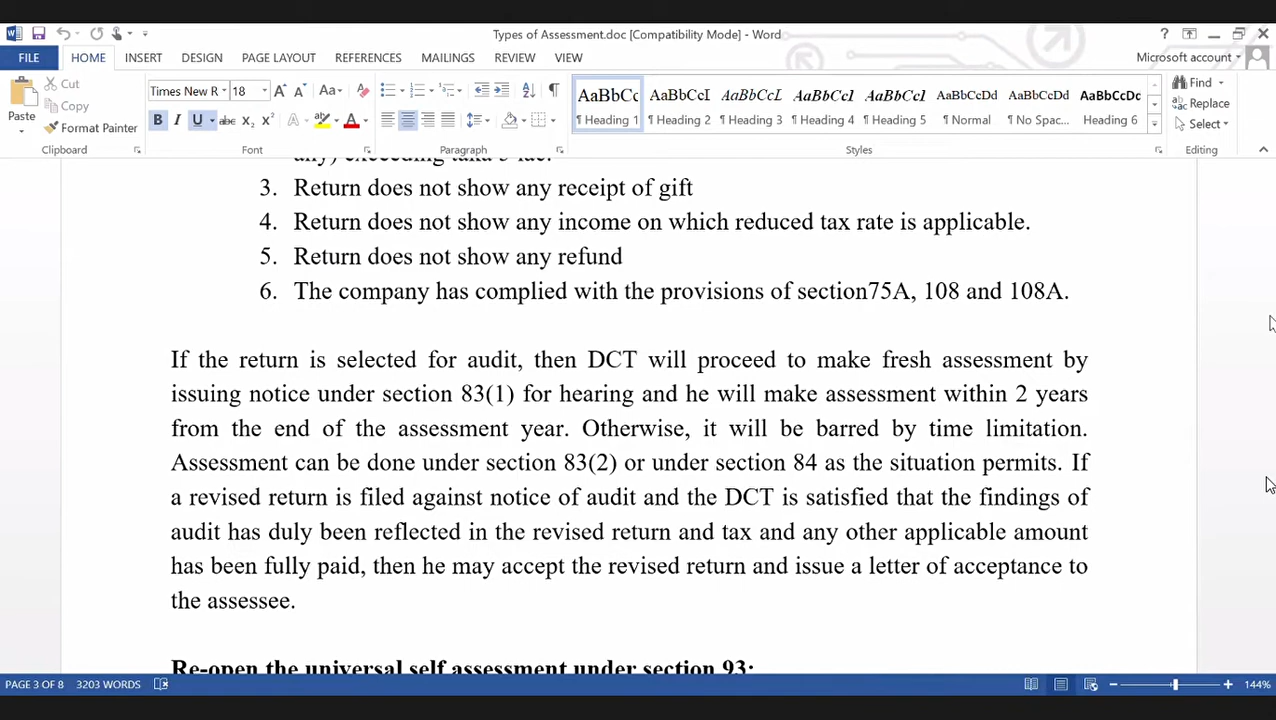 Types of Assessment.doc [Compatibility Mode] - Word
FILE HOME INSERT DESIGN PAGE LAYOUT REFERENCES MAILINGS REVIEW VIEW Microsoft account
Paste
Cut
Copy
Format Painter
Clipboard
Times New R 18
Font
Paragraph
AaBbCc AaBbCcL AaBbCcL AaBbCcI AaBbCcI AaBbCcDd AaBbCcDd AaBbCcDc
¶ Heading 1 ¶ Heading 2 ¶ Heading 3 ¶ Heading 4 ¶ Heading 5 ¶ Normal ¶ No Spac... Heading 6
Styles
Find
Replace
Select
Editing
any) exceeding taka 5 lac.
3. Return does not show any receipt of gift
4. Return does not show any income on which reduced tax rate is applicable.
5. Return does not show any refund
6. The company has complied with the provisions of section75A, 108 and 108A.
If the return is selected for audit, then DCT will proceed to make fresh assessment by
issuing notice under section 83(1) for hearing and he will make assessment within 2 years
from the end of the assessment year. Otherwise, it will be barred by time limitation.
Assessment can be done under section 83(2) or under section 84 as the situation permits. If
a revised return is filed against notice of audit and the DCT is satisfied that the findings of
audit has duly been reflected in the revised return and tax and any other applicable amount
has been fully paid, then he may accept the revised return and issue a letter of acceptance to
the assessee.
Re-open the universal self assessment under section 93:
PAGE 3 OF 8 3203 WORDS 144%